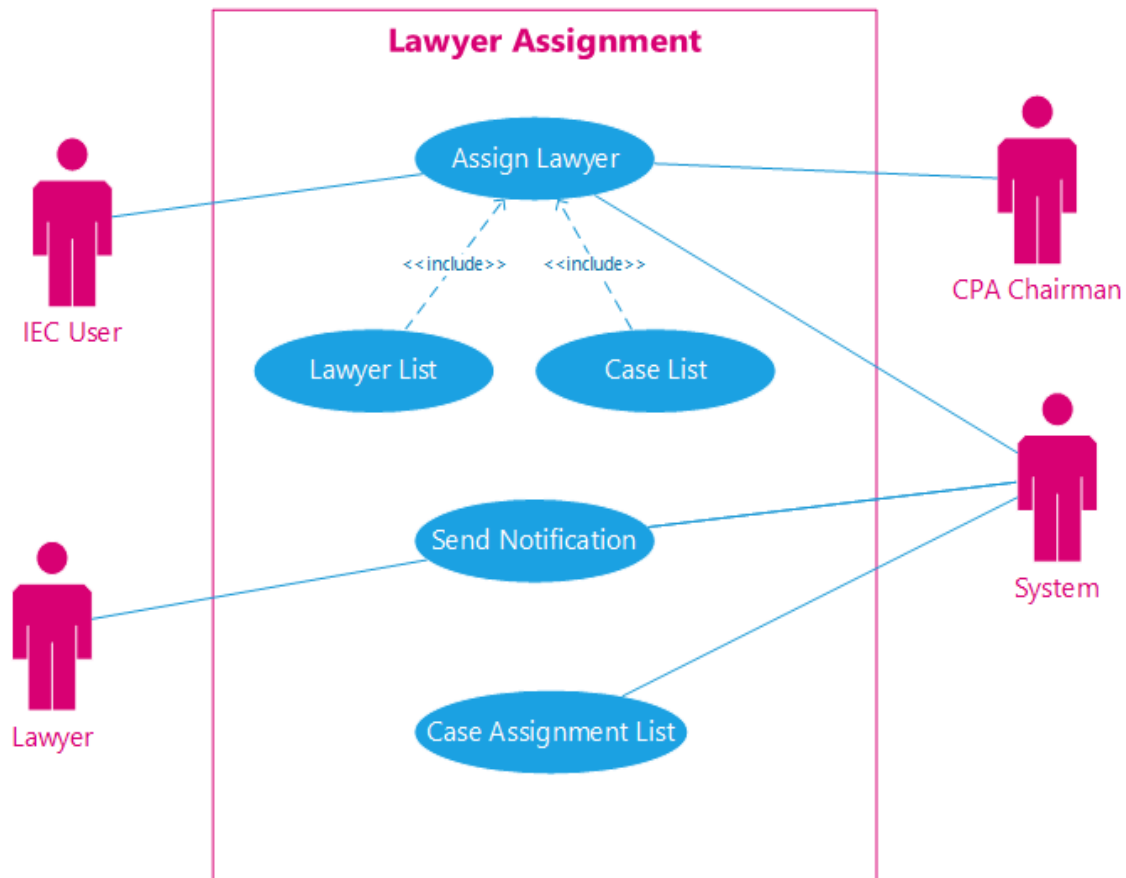 Lawyer Assignment
Assign Lawyer
IEC User
CPA Chairman
<<include>>
<<include>>
Lawyer List
Case List
Send Notification
System
Lawyer
Case Assignment List